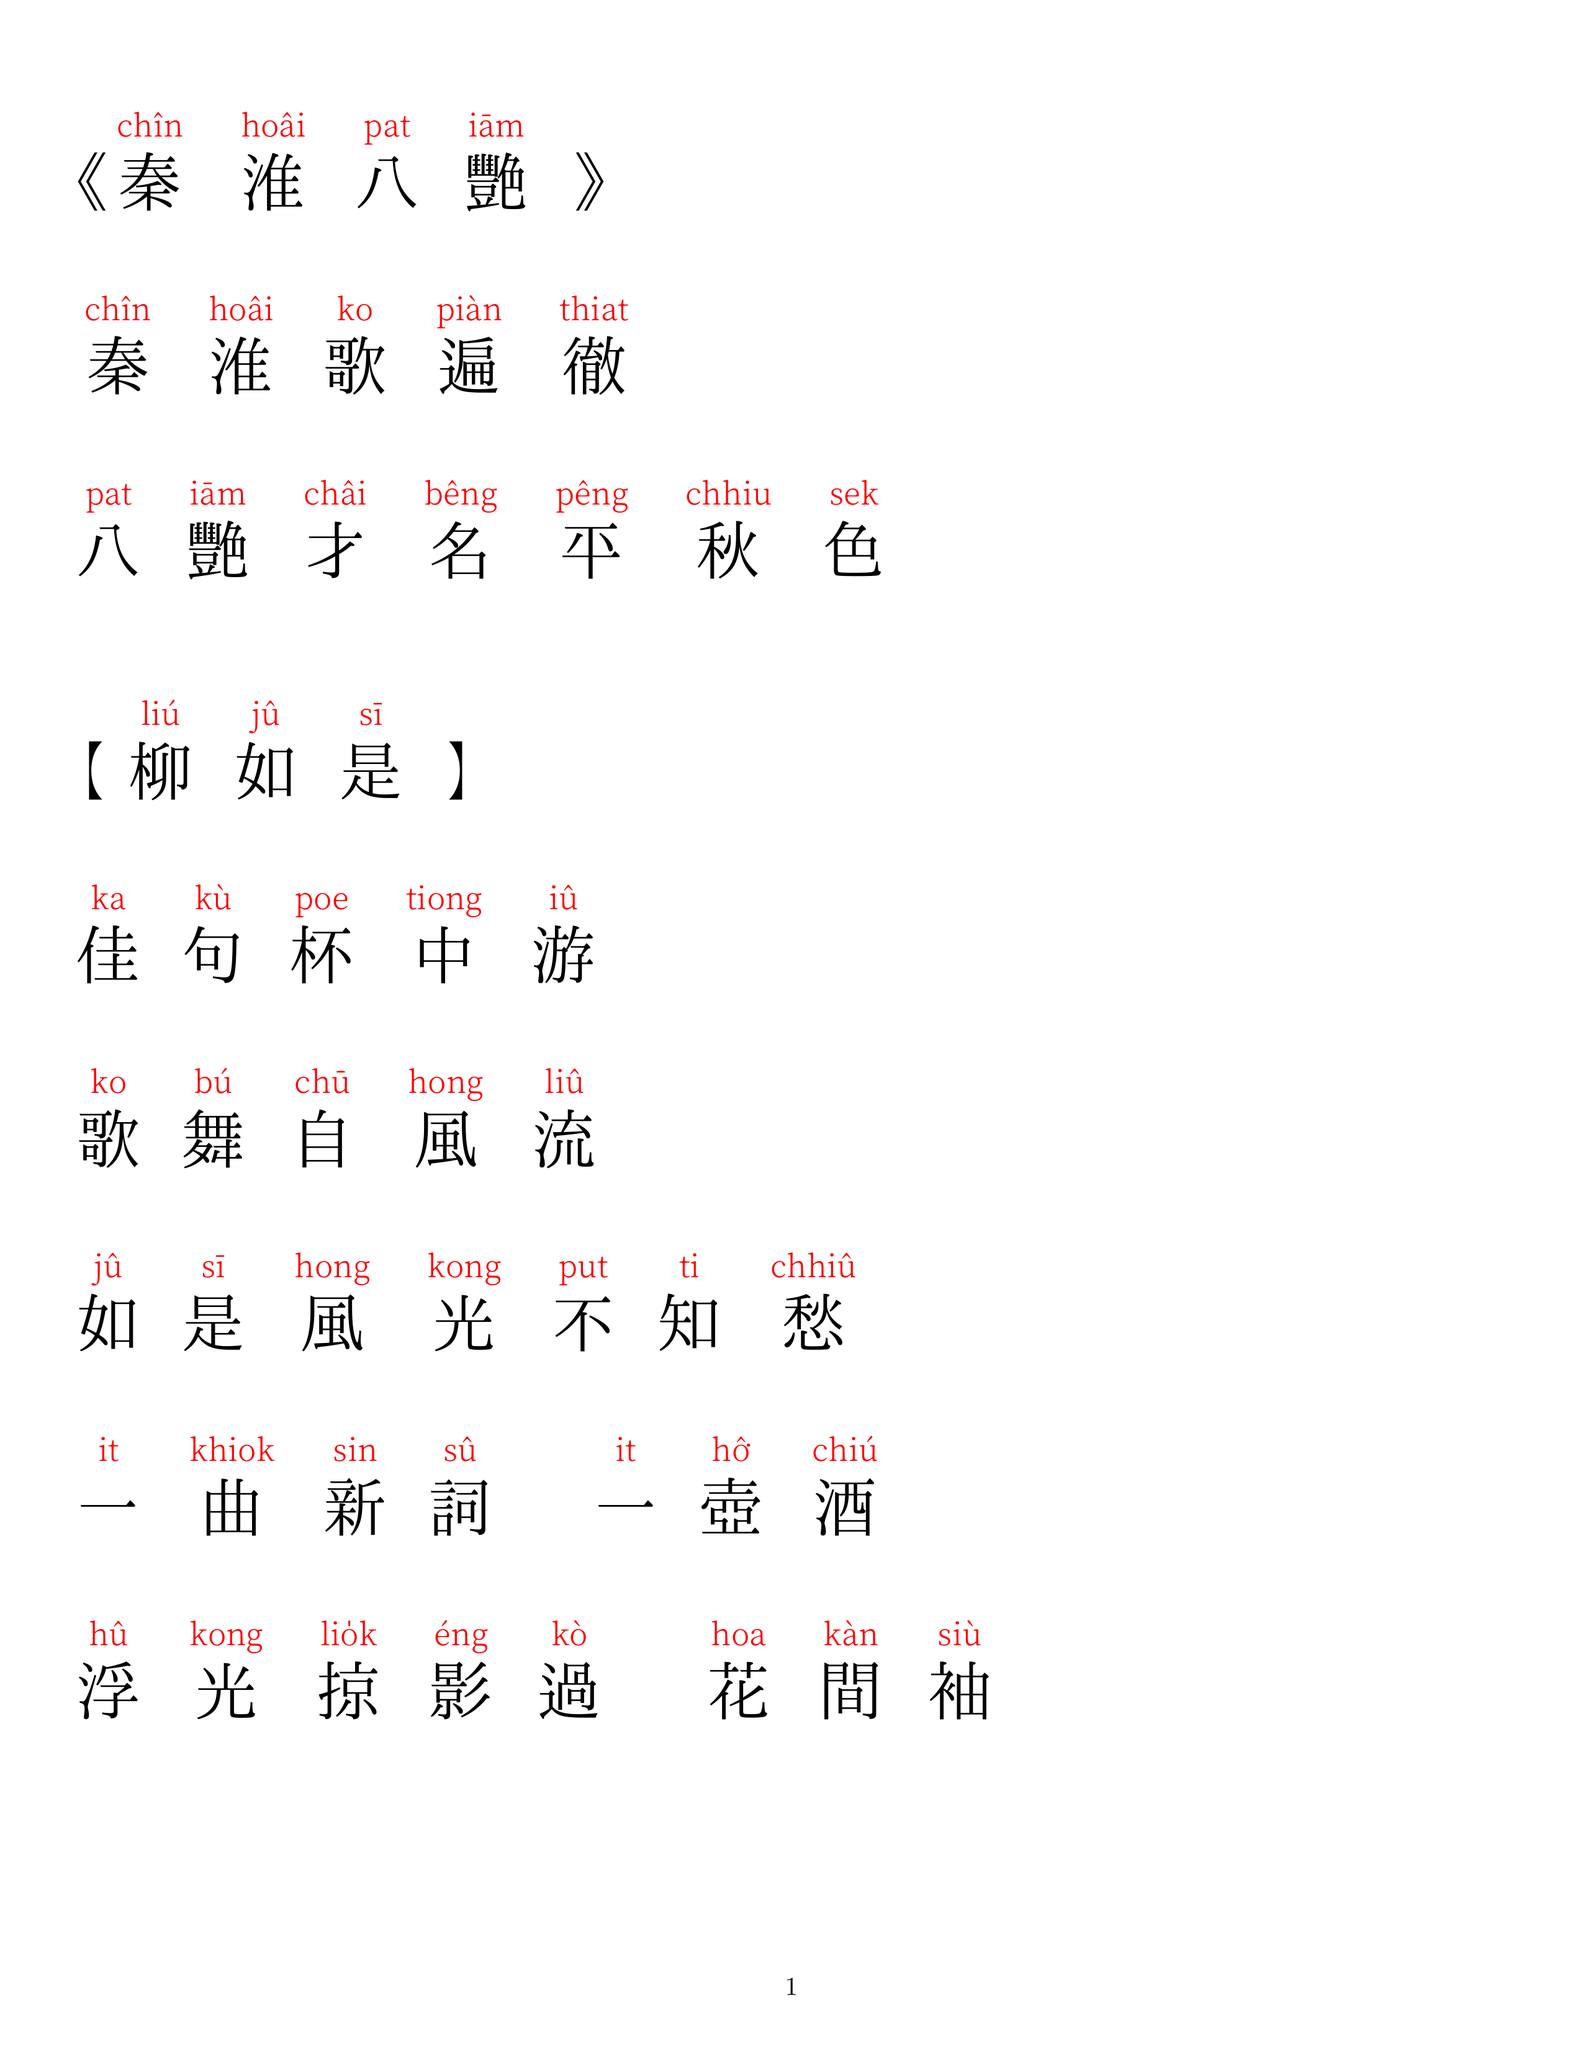 chîn hoâi pat iām
《秦淮八艷》
chîn hoâi ko piàn thiat
秦淮歌遍徹
pat iām châi bêng pêng chhiu sek
八艷才名平秋色
liú jû sī
【柳如是】
ka kù poe tiong iû
佳句杯中游
ko bú chū hong liû
歌舞自風流
jû sī hong kong put ti chhiû
如是風光不知愁
it khiok sin sû it hô͘ chiú
一曲新詞 一壺酒
hû kong lio̍k éng kò hoa kàn siù
浮光掠影過 花間袖
1